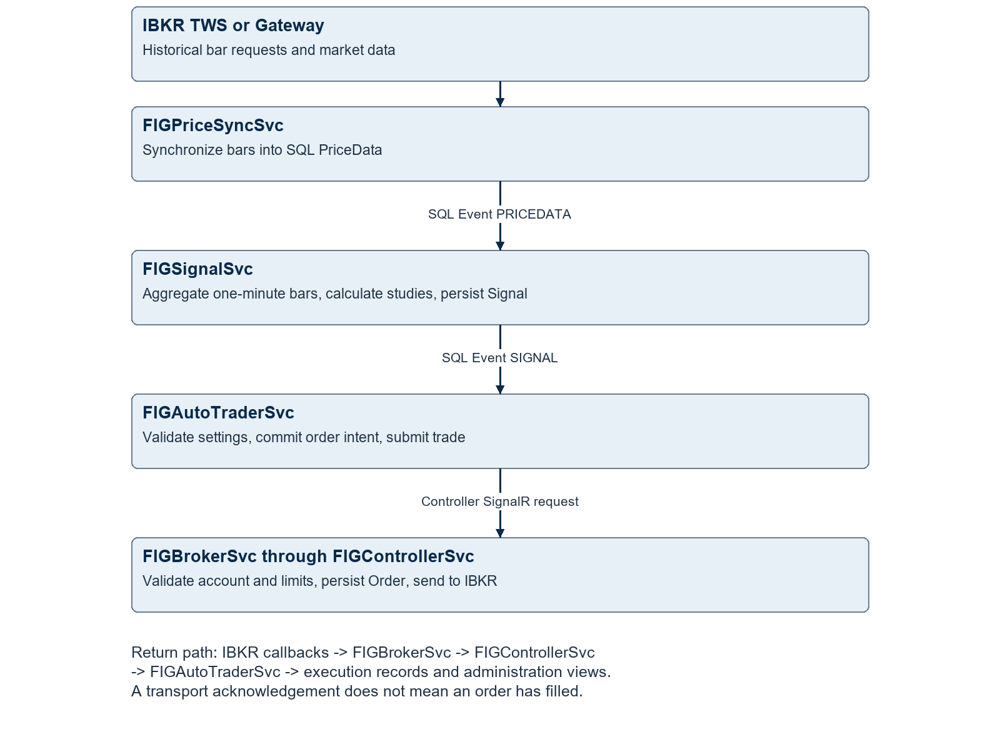 IBKR TWS or Gateway
Historical bar requests and market data
FIGPriceSyncSvc
Synchronize bars into SQL PriceData
SQL Event PRICEDATA
FIGSignalSvc
Aggregate one-minute bars, calculate studies, persist Signal
SQL Event SIGNAL
FIGAutoTraderSvc
Validate settings, commit order intent, submit trade
Controller SignalR request
FIGBrokerSvc through FIGControllerSvc
Validate account and limits, persist Order, send to IBKR
Return path: IBKR callbacks -> FIGBrokerSvc -> FIGControllerSvc
-> FIGAutoTraderSvc -> execution records and administration views.
A transport acknowledgement does not mean an order has filled.